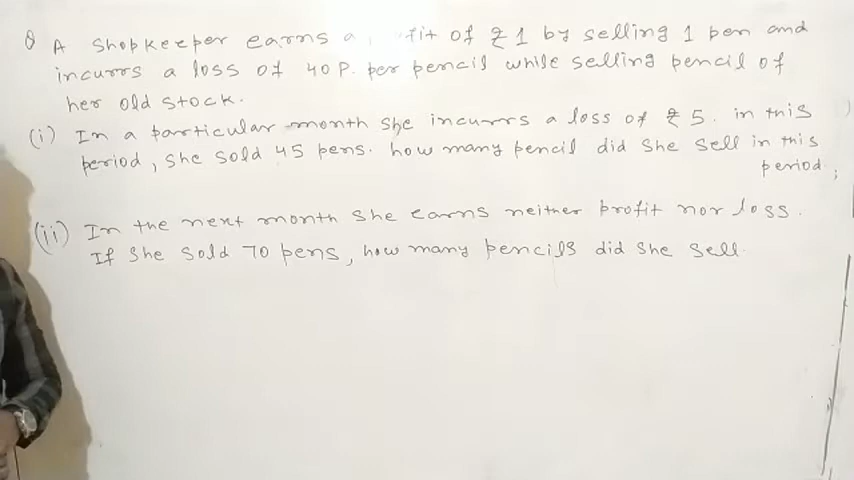 Q A Shopkeeper earns a fit of ₹1 by selling 1 pen and
incurrs a loss of 40 P. per pencil while selling pencil of
her old stock.
(i) In a particular month she incurrs a loss of ₹5. in this
period, she sold 45 pens. how many pencil did she sell in this
period.;
(ii) In the next month she earns neither profit nor loss.
If she sold 70 pens, how many pencils did she sell.